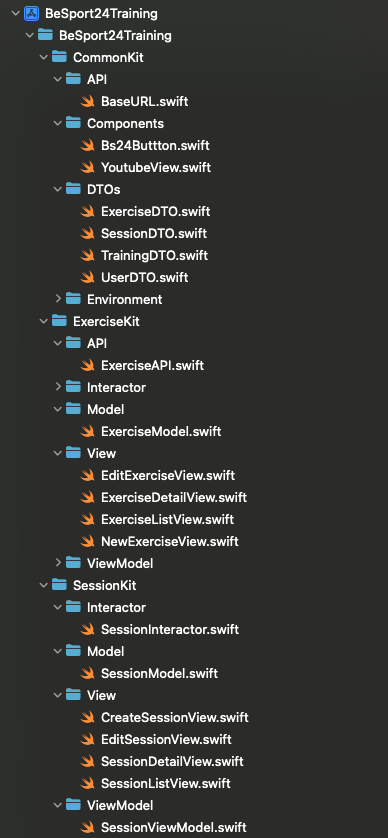 BeSport24Training
BeSport24Training
CommonKit
API
BaseURL.swift
Components
Bs24Buttton.swift
YoutubeView.swift
DTOs
ExerciseDTO.swift
SessionDTO.swift
TrainingDTO.swift
UserDTO.swift
Environment
ExerciseKit
API
ExerciseAPI.swift
Interactor
Model
ExerciseModel.swift
View
EditExerciseView.swift
ExerciseDetailView.swift
ExerciseListView.swift
NewExerciseView.swift
ViewModel
SessionKit
Interactor
SessionInteractor.swift
Model
SessionModel.swift
View
CreateSessionView.swift
EditSessionView.swift
SessionDetailView.swift
SessionListView.swift
ViewModel
SessionViewModel.swift